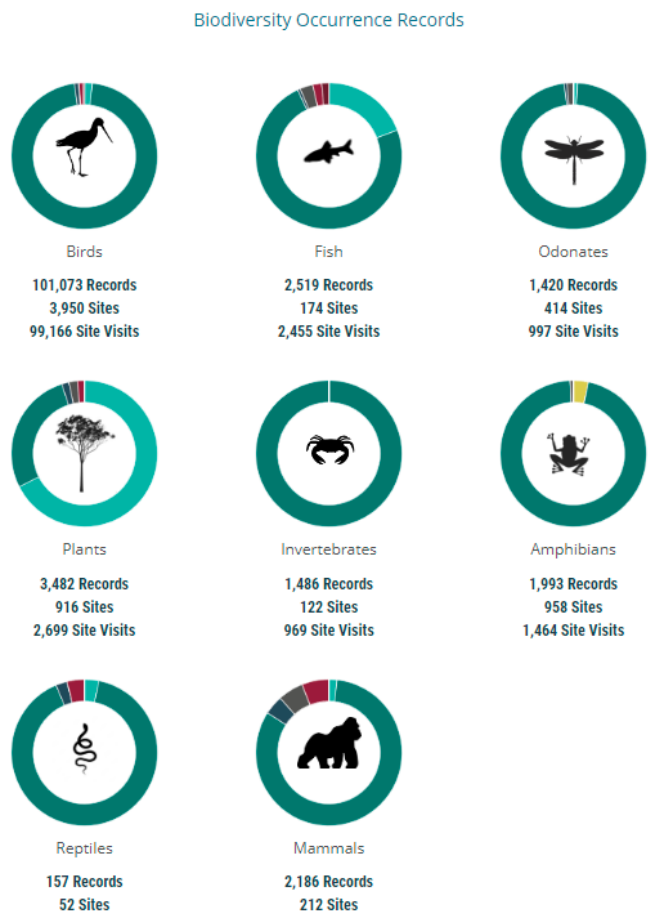 Biodiversity Occurrence Records
Birds
101,073 Records
3,950 Sites
99,166 Site Visits
Fish
2,519 Records
174 Sites
2,455 Site Visits
Odonates
1,420 Records
414 Sites
997 Site Visits
Plants
3,482 Records
916 Sites
2,699 Site Visits
Invertebrates
1,486 Records
122 Sites
969 Site Visits
Amphibians
1,993 Records
958 Sites
1,464 Site Visits
Reptiles
157 Records
52 Sites
Mammals
2,186 Records
212 Sites